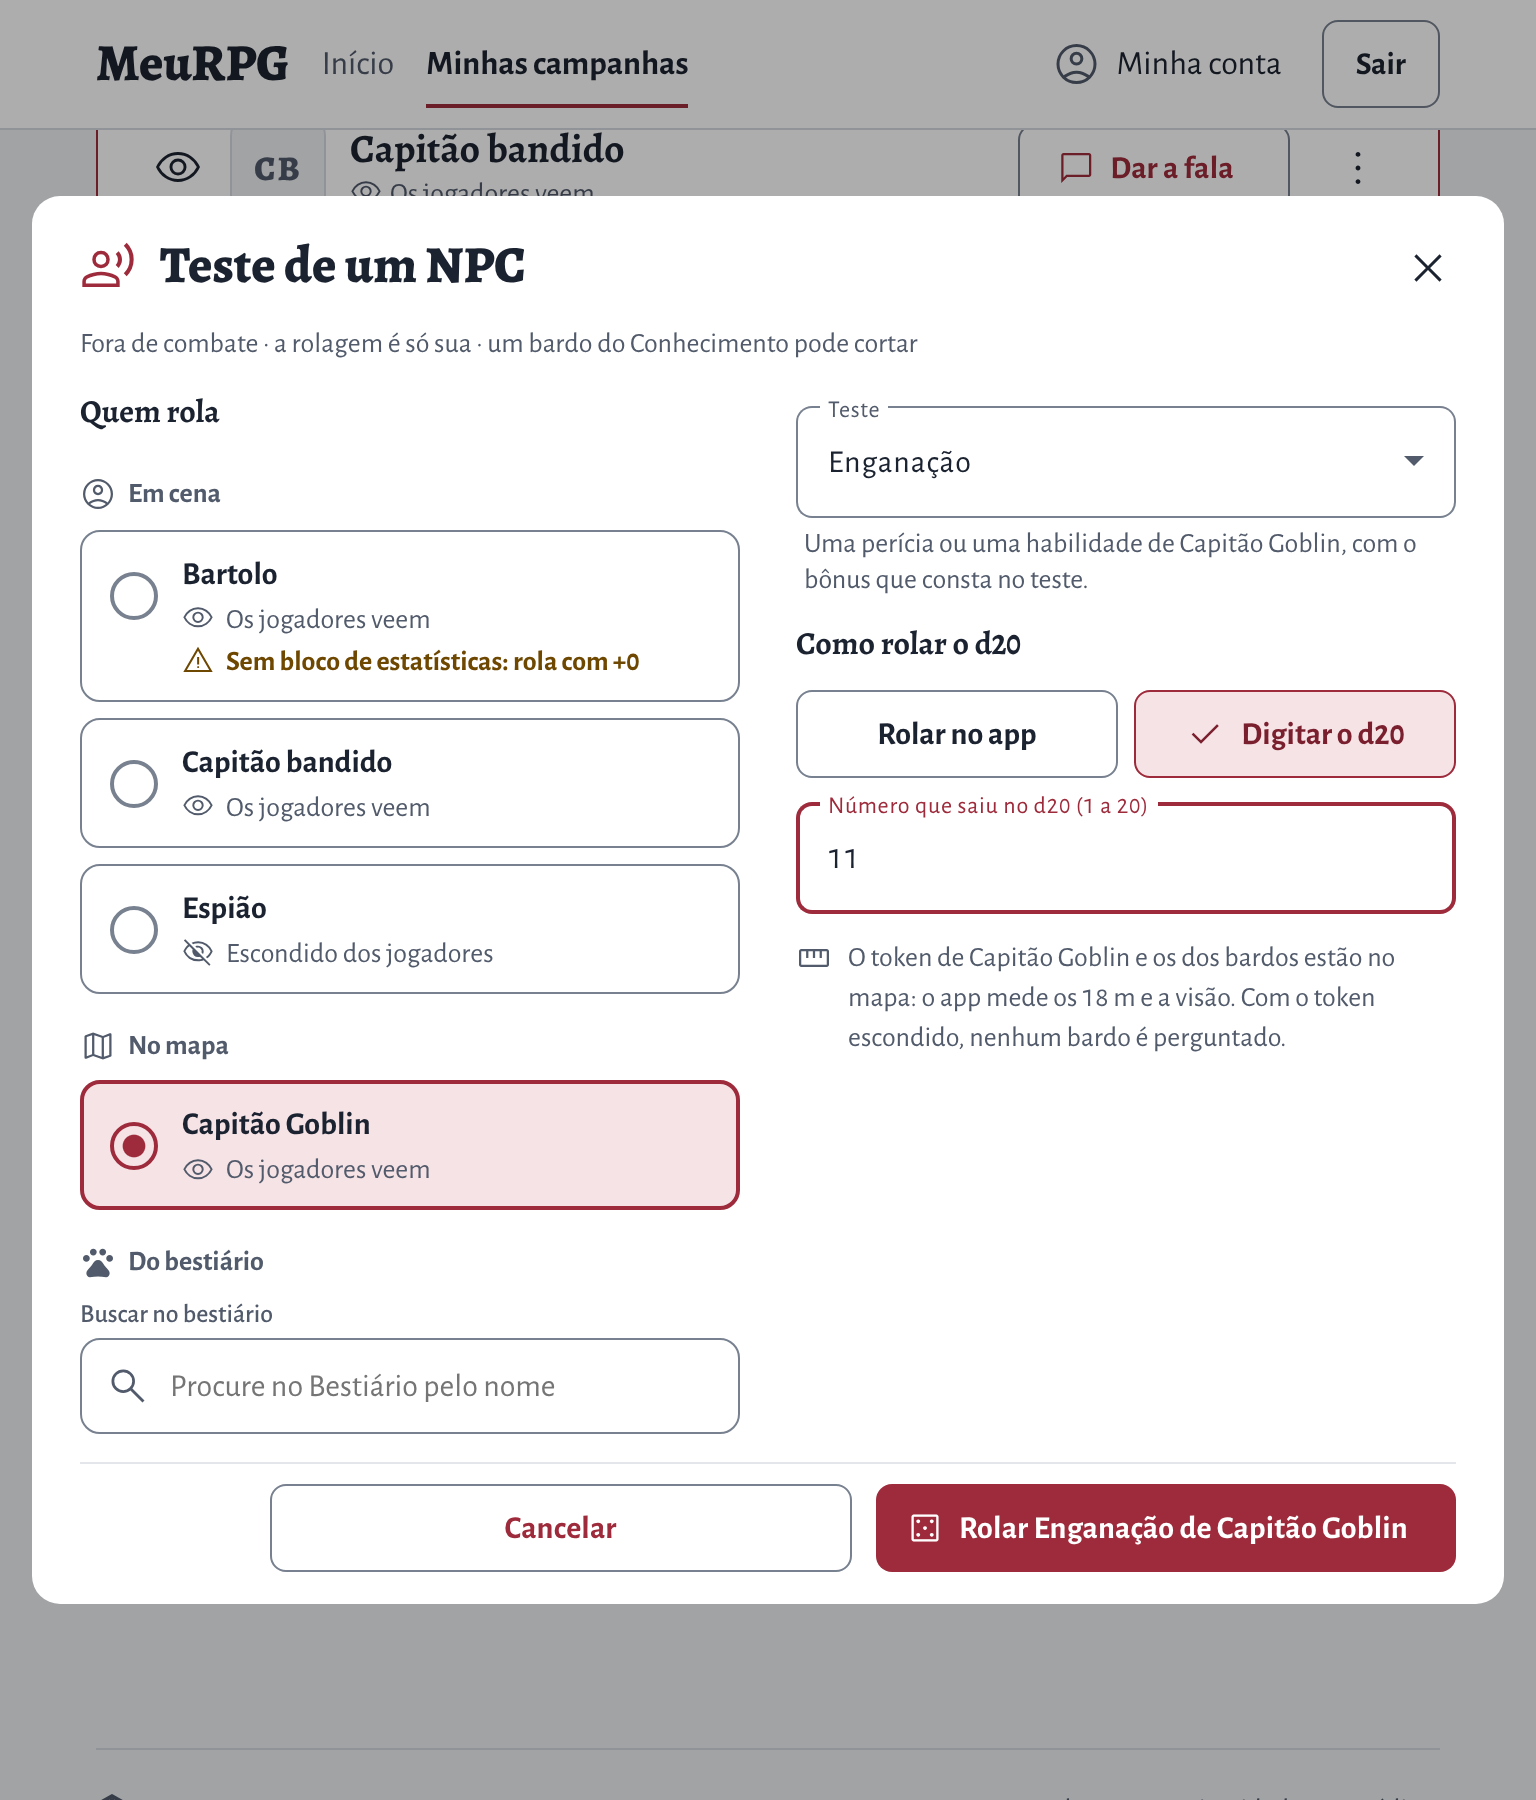 MeuRPG Início Minhas campanhas Minha conta Sair
CB Capitão bandido Dar a fala
Os jogadores veem
Teste de um NPC
Fora de combate · a rolagem é só sua · um bardo do Conhecimento pode cortar
Quem rola
Em cena
Bartolo
Os jogadores veem
Sem bloco de estatísticas: rola com +0
Capitão bandido
Os jogadores veem
Espião
Escondido dos jogadores
No mapa
Capitão Goblin
Os jogadores veem
Do bestiário
Buscar no bestiário
Procure no Bestiário pelo nome
Teste
Enganação
Uma perícia ou uma habilidade de Capitão Goblin, com o
bônus que consta no teste.
Como rolar o d20
Rolar no app
Digitar o d20
Número que saiu no d20 (1 a 20)
11
O token de Capitão Goblin e os dos bardos estão no
mapa: o app mede os 18 m e a visão. Com o token
escondido, nenhum bardo é perguntado.
Cancelar
Rolar Enganação de Capitão Goblin